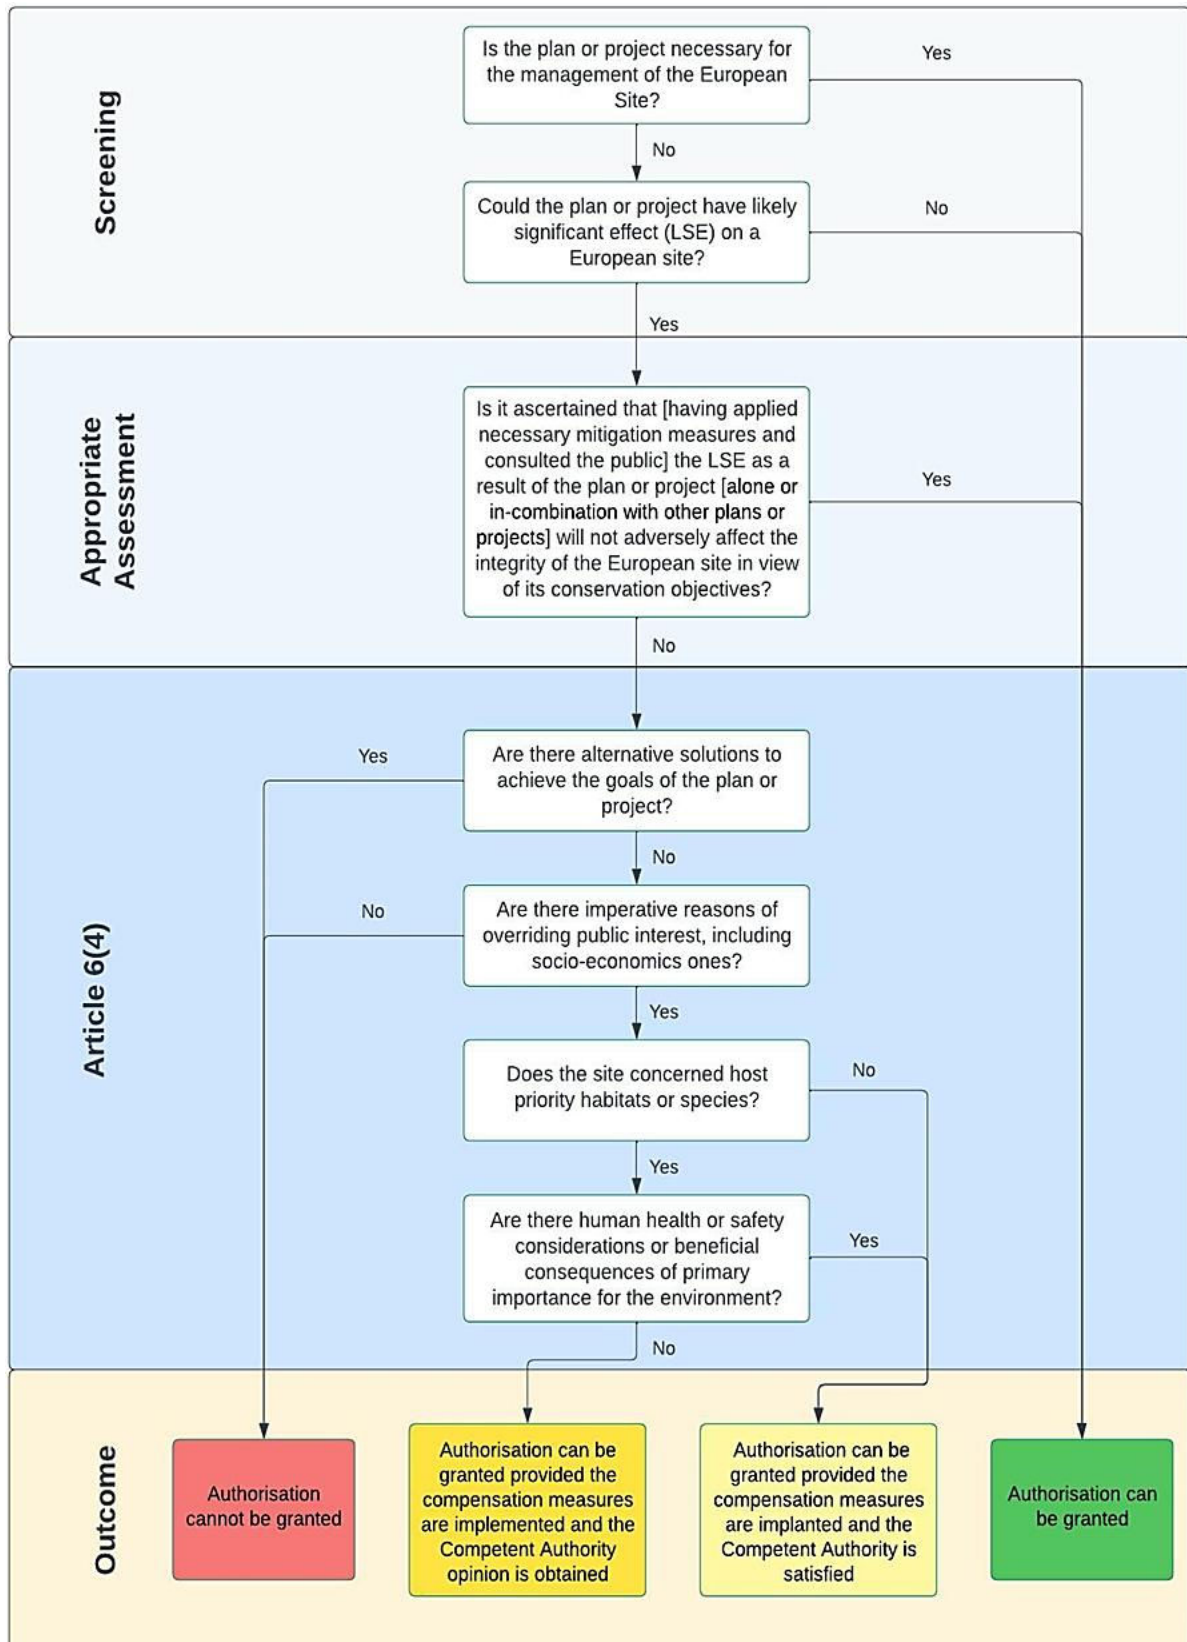 Screening
Is the plan or project necessary for
the management of the European
Site?
Yes
No
Could the plan or project have likely
significant effect (LSE) on a
European site?
No
Yes
Appropriate
Assessment
Is it ascertained that [having applied
necessary mitigation measures and
consulted the public] the LSE as a
result of the plan or project [alone or
in-combination with other plans or
projects] will not adversely affect the
integrity of the European site in view
of its conservation objectives?
Yes
No
Article 6(4)
Are there alternative solutions to
achieve the goals of the plan or
project?
Yes
No
Are there imperative reasons of
overriding public interest, including
socio-economics ones?
No
Yes
Does the site concerned host
priority habitats or species?
No
Yes
Are there human health or safety
considerations or beneficial
consequences of primary
importance for the environment?
Yes
No
Outcome
Authorisation
cannot be granted
Authorisation can be
granted provided the
compensation measures
are implemented and the
Competent Authority
opinion is obtained
Authorisation can be
granted provided the
compensation measures
are implanted and the
Competent Authority is
satisfied
Authorisation can
be granted